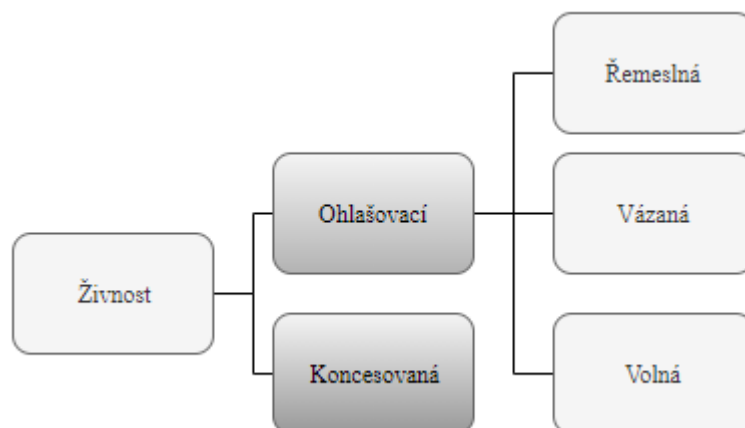 Živnost
Ohlašovací
Koncesovaná
Řemeslná
Vázaná
Volná